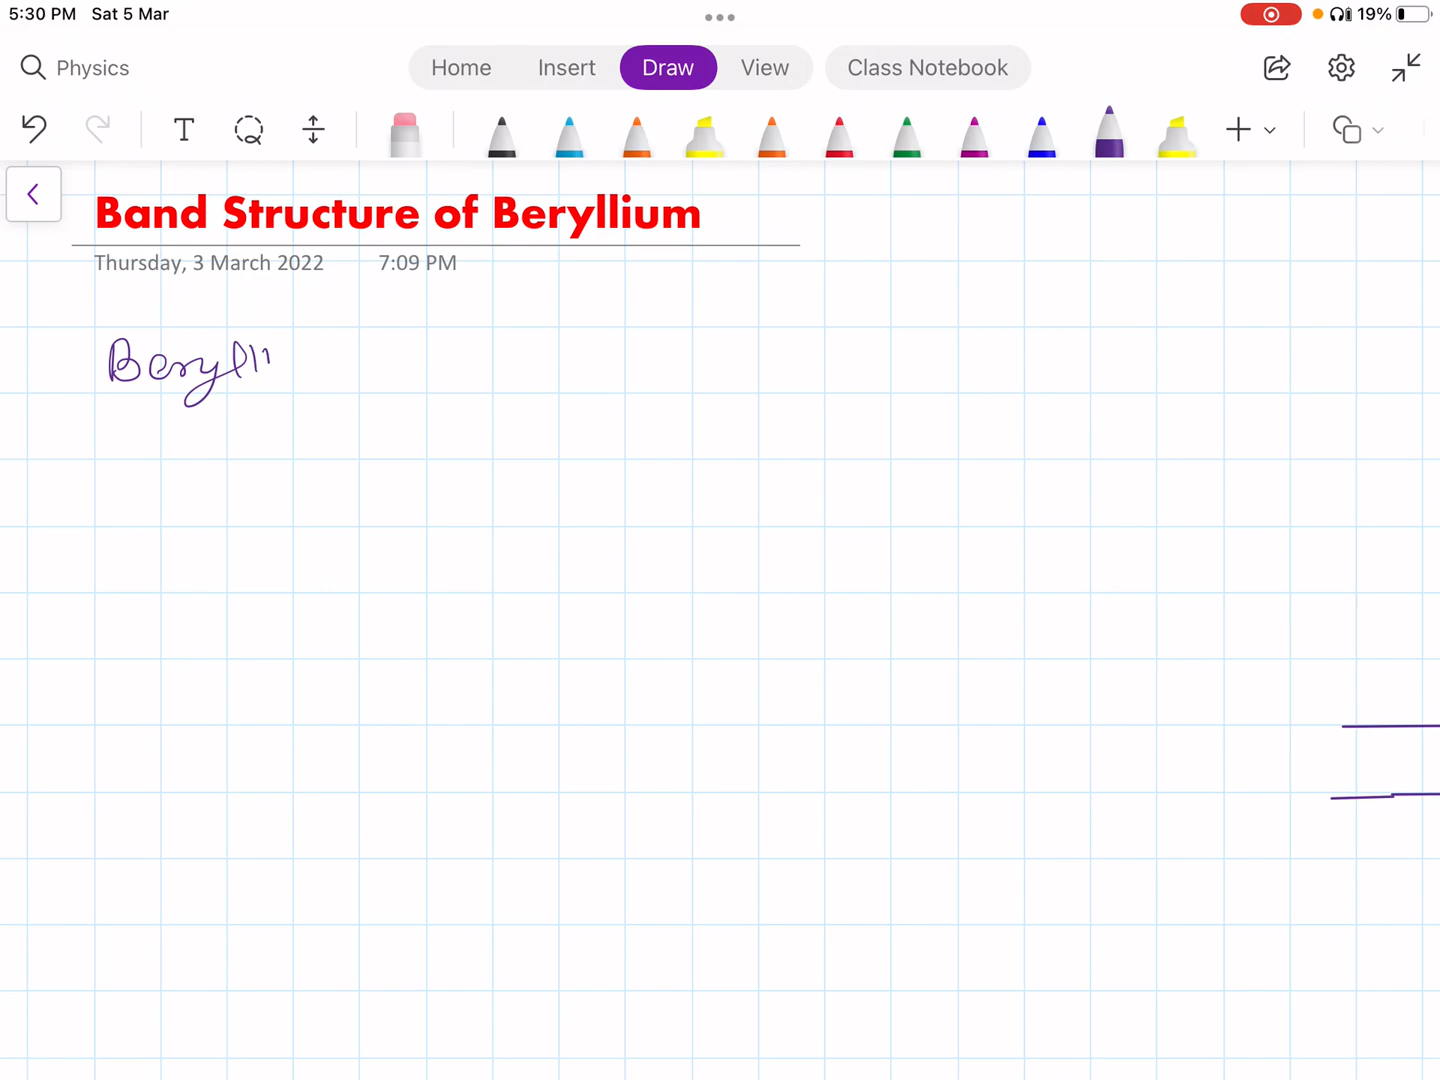 5:30 PM Sat 5 Mar 19%
Physics Home Insert Draw View Class Notebook
T
Band Structure of Beryllium
Thursday, 3 March 2022 7:09 PM
Berylli